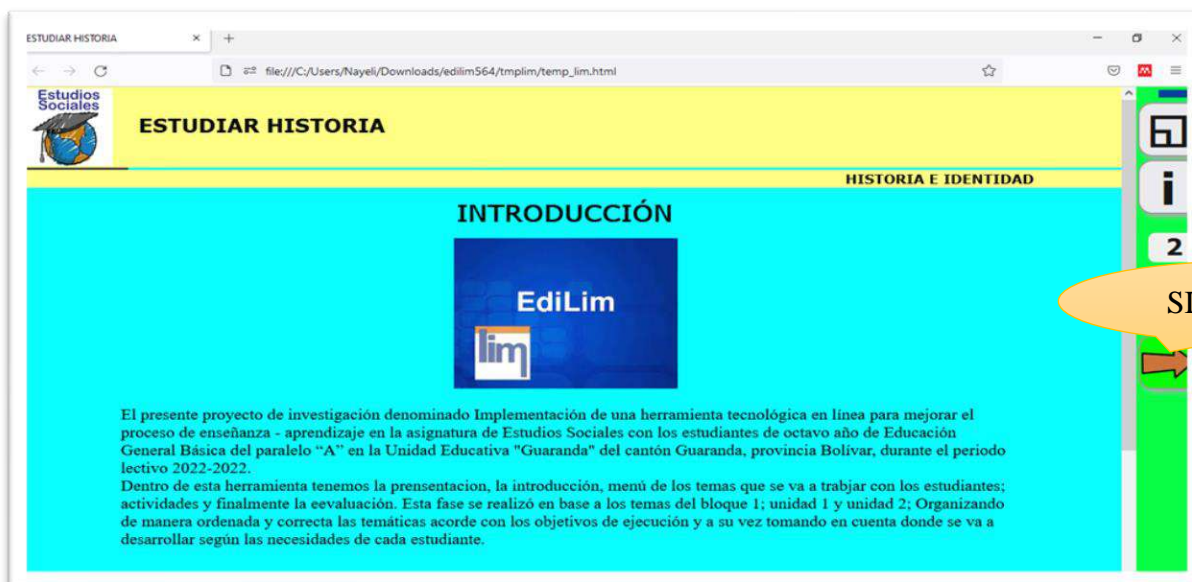 ESTUDIAR HISTORIA
file:///C:/Users/Nayeli/Downloads/edilim564/tmplim/temp_lim.html
Estudios
Sociales
ESTUDIAR HISTORIA
HISTORIA E IDENTIDAD
i
2
INTRODUCCIÓN
EdiLim
lim
El presente proyecto de investigación denominado Implementación de una herramienta tecnológica en línea para mejorar el
proceso de enseñanza - aprendizaje en la asignatura de Estudios Sociales con los estudiantes de octavo año de Educación
General Básica del paralelo “A” en la Unidad Educativa "Guaranda" del cantón Guaranda, provincia Bolívar, durante el periodo
lectivo 2022-2022.
Dentro de esta herramienta tenemos la prensentacion, la introducción, menú de los temas que se va a trabjar con los estudiantes;
actividades y finalmente la eevaluación. Esta fase se realizó en base a los temas del bloque 1; unidad 1 y unidad 2; Organizando
de manera ordenada y correcta las temáticas acorde con los objetivos de ejecución y a su vez tomando en cuenta donde se va a
desarrollar según las necesidades de cada estudiante.